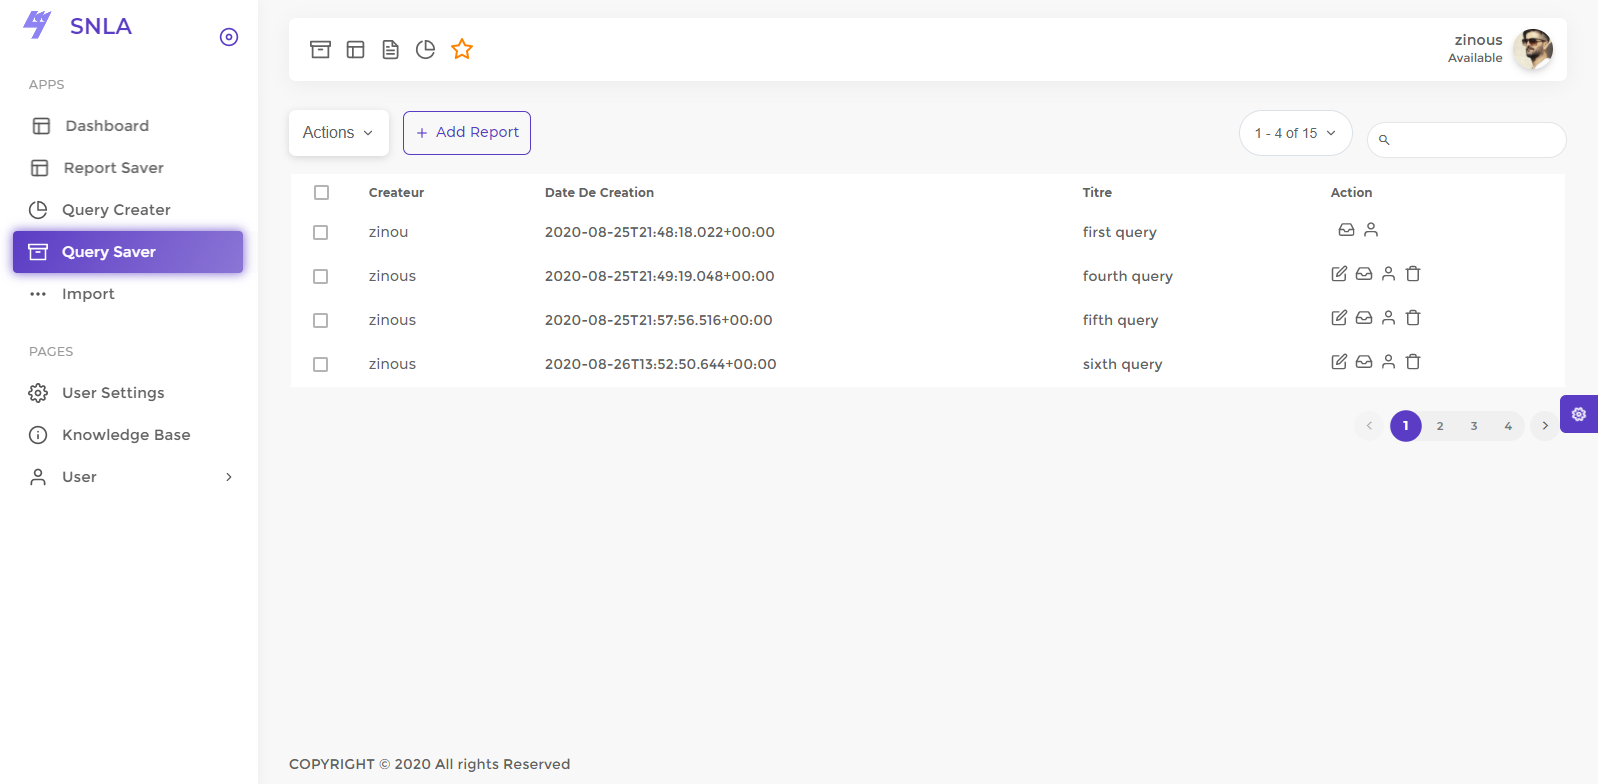 SNLA
APPS
Dashboard
Report Saver
Query Creater
Query Saver
Import
PAGES
User Settings
Knowledge Base
User
zinous
Available
Actions
+ Add Report
1 - 4 of 15
Createur Date De Creation Titre Action
zinou 2020-08-25T21:48:18.022+00:00 first query
zinous 2020-08-25T21:49:19.048+00:00 fourth query
zinous 2020-08-25T21:57:56.516+00:00 fifth query
zinous 2020-08-26T13:52:50.644+00:00 sixth query
1 2 3 4
COPYRIGHT © 2020 All rights Reserved